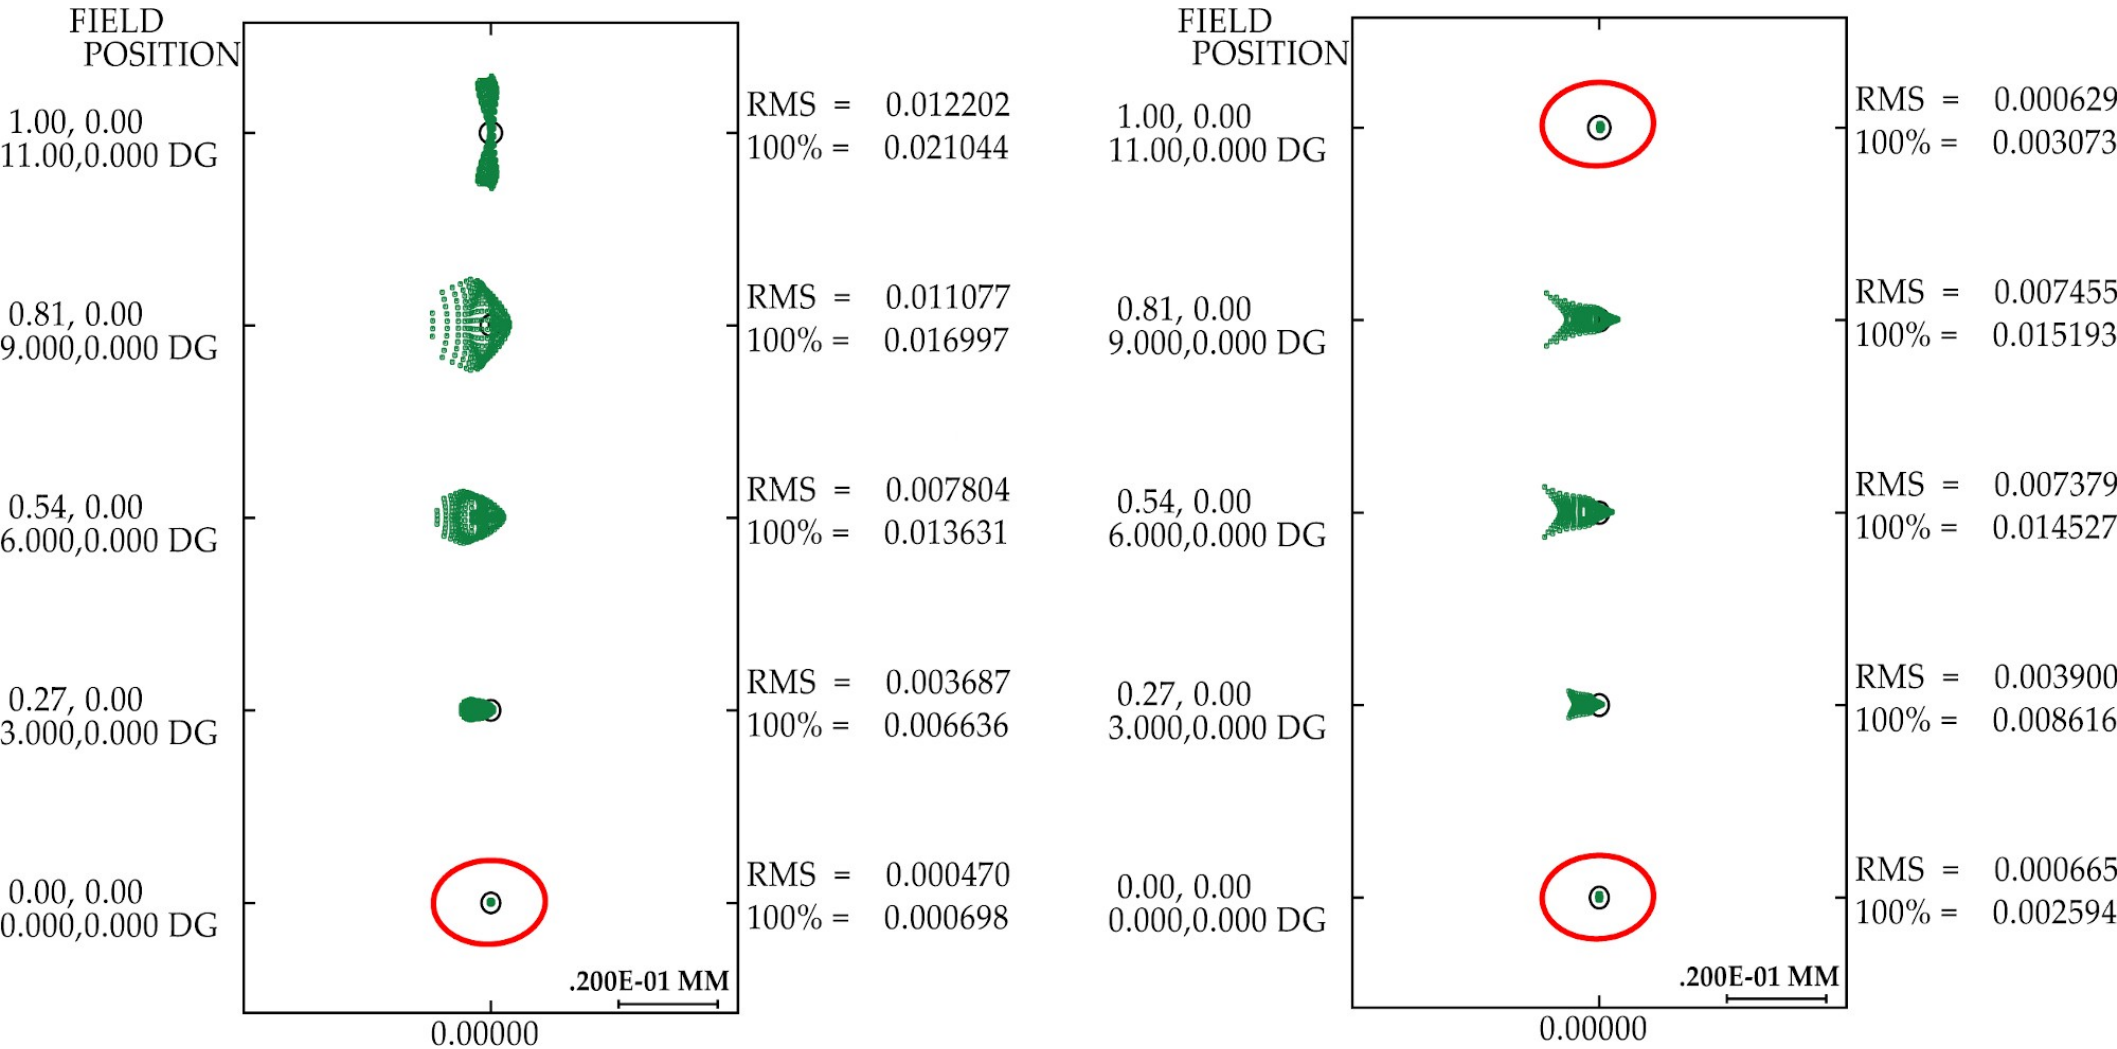 FIELD
POSITION
1.00, 0.00
11.00,0.000 DG
RMS = 0.012202
100% = 0.021044
0.81, 0.00
9.000,0.000 DG
RMS = 0.011077
100% = 0.016997
0.54, 0.00
6.000,0.000 DG
RMS = 0.007804
100% = 0.013631
0.27, 0.00
3.000,0.000 DG
RMS = 0.003687
100% = 0.006636
0.00, 0.00
0.000,0.000 DG
RMS = 0.000470
100% = 0.000698
.200E-01 MM
0.00000
FIELD
POSITION
1.00, 0.00
11.00,0.000 DG
RMS = 0.000629
100% = 0.003073
0.81, 0.00
9.000,0.000 DG
RMS = 0.007455
100% = 0.015193
0.54, 0.00
6.000,0.000 DG
RMS = 0.007379
100% = 0.014527
0.27, 0.00
3.000,0.000 DG
RMS = 0.003900
100% = 0.008616
0.00, 0.00
0.000,0.000 DG
RMS = 0.000665
100% = 0.002594
.200E-01 MM
0.00000